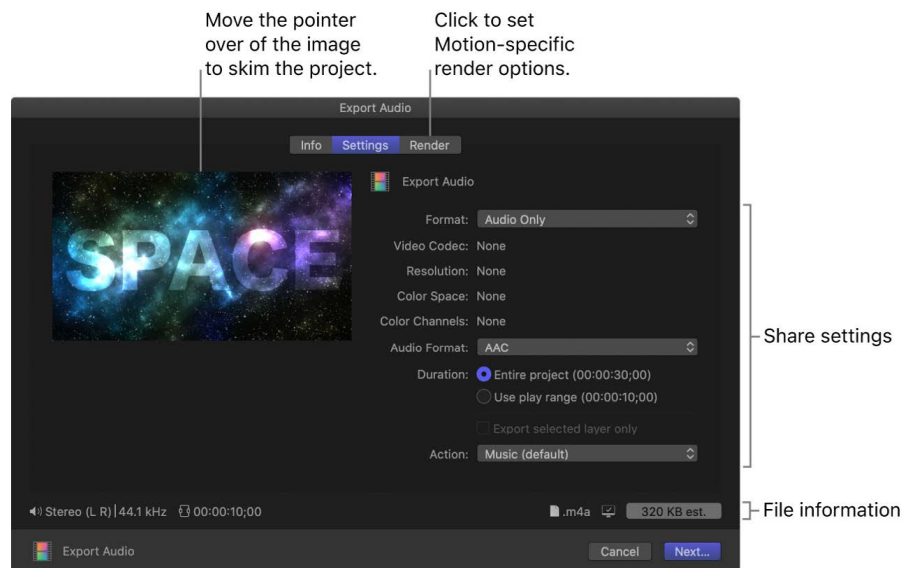 Move the pointer
over of the image
to skim the project.
Click to set
Motion-specific
render options.
Export Audio
Info Settings Render
SPACE
Export Audio
Format: Audio Only
Video Codec: None
Resolution: None
Color Space: None
Color Channels: None
Audio Format: AAC
Duration: Entire project (00:00:30;00)
Use play range (00:00:10;00)
Export selected layer only
Action: Music (default)
Share settings
Stereo (L R) | 44.1 kHz 00:00:10;00 .m4a 320 KB est.
File information
Export Audio Cancel Next...